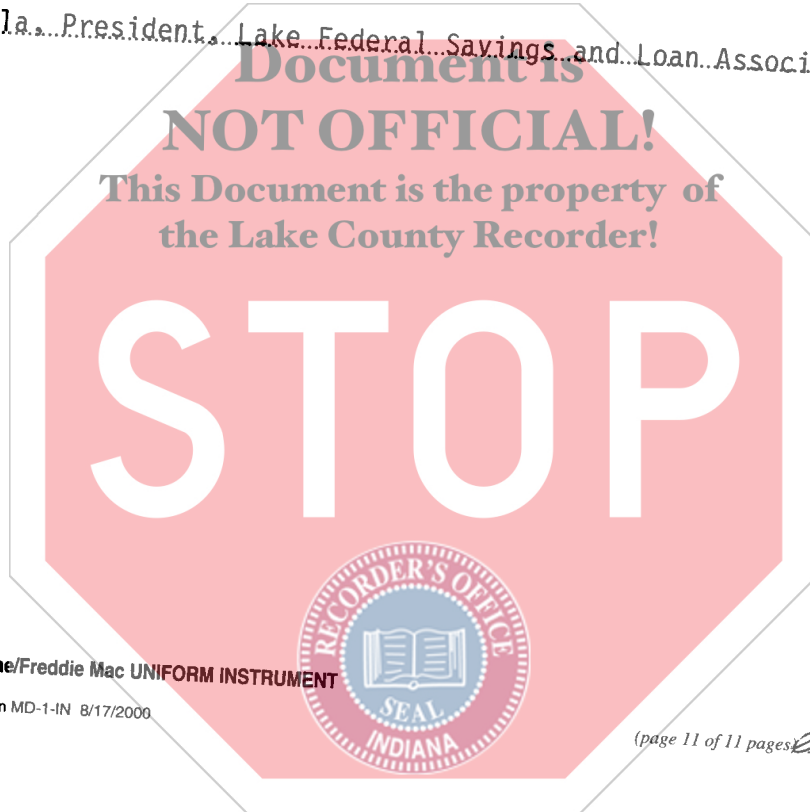 la, President, Lake Federal Savings and Loan Associ
Document is
NOT OFFICIAL!
This Document is the property of
the Lake County Recorder!
STOP
RECORDER'S OFFICE
SEAL
INDIANA
e/Freddie Mac UNIFORM INSTRUMENT
n MD-1-IN 8/17/2000
(page 11 of 11 pages)